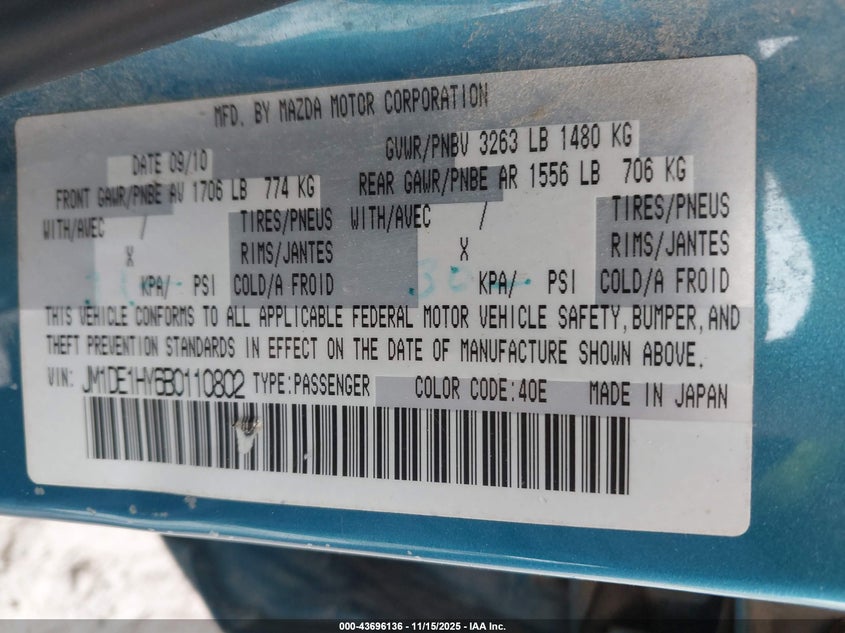 MFD. BY MAZDA MOTOR CORPORATION
DATE 09/10 GVWR/PNBV 3263 LB 1480 KG
FRONT GAWR/PNBE AV 1706 LB 774 KG REAR GAWR/PNBE AR 1556 LB 706 KG
WITH/AVEC / TIRES/PNEUS WITH/AVEC / TIRES/PNEUS
X RIMS/JANTES X RIMS/JANTES
KPA/ PSI COLD/A FROID KPA/ PSI COLD/A FROID
THIS VEHICLE CONFORMS TO ALL APPLICABLE FEDERAL MOTOR VEHICLE SAFETY, BUMPER, AND
THEFT PREVENTION STANDARDS IN EFFECT ON THE DATE OF MANUFACTURE SHOWN ABOVE.
VIN: JM1DE1HY6B0110802 TYPE:PASSENGER COLOR CODE:40E MADE IN JAPAN
000-43696136 - 11/15/2025 - IAA Inc.